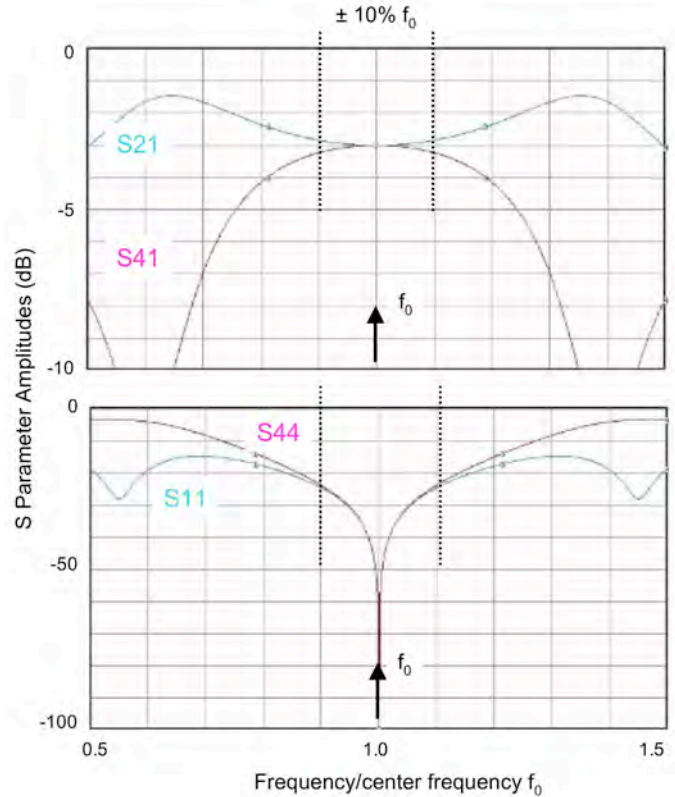 ± 10% f0
0
S21
-5
S41
f0
-10
S Parameter Amplitudes (dB)
0
S44
S11
-50
f0
-100
0.5 1.0 1.5
Frequency/center frequency f0